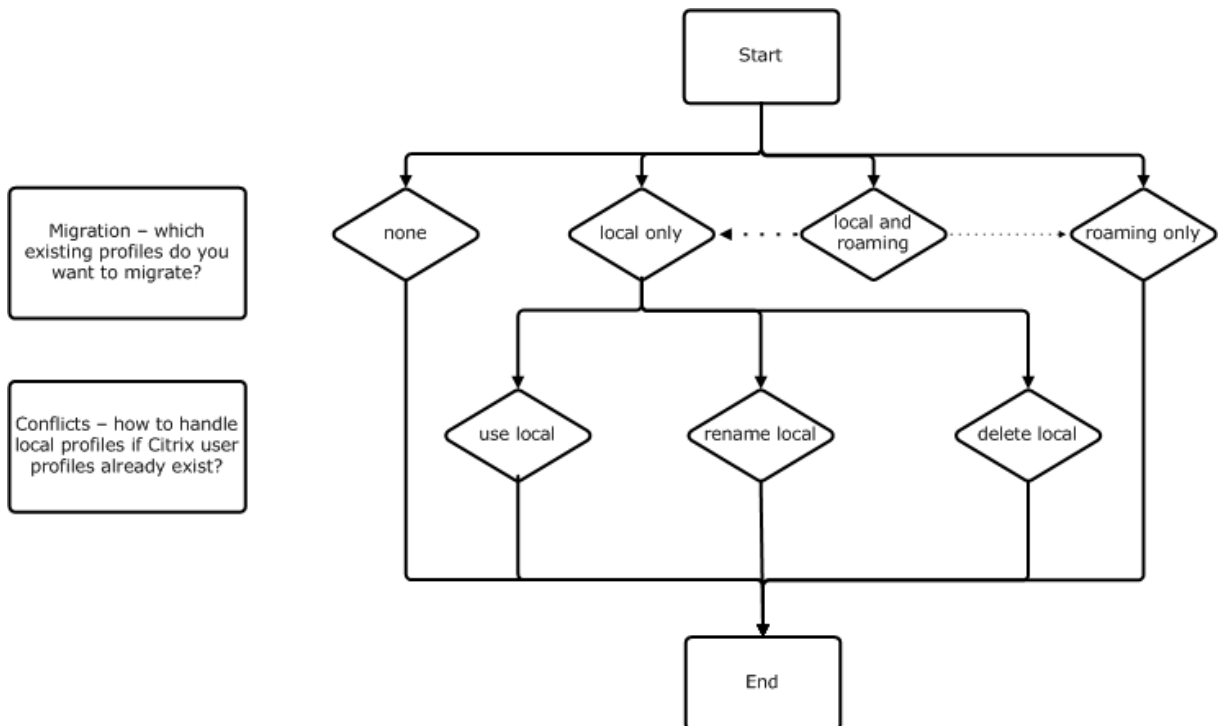 Start
Migration – which
existing profiles do you
want to migrate?
none
local only
local and
roaming
roaming only
Conflicts – how to handle
local profiles if Citrix user
profiles already exist?
use local
rename local
delete local
End